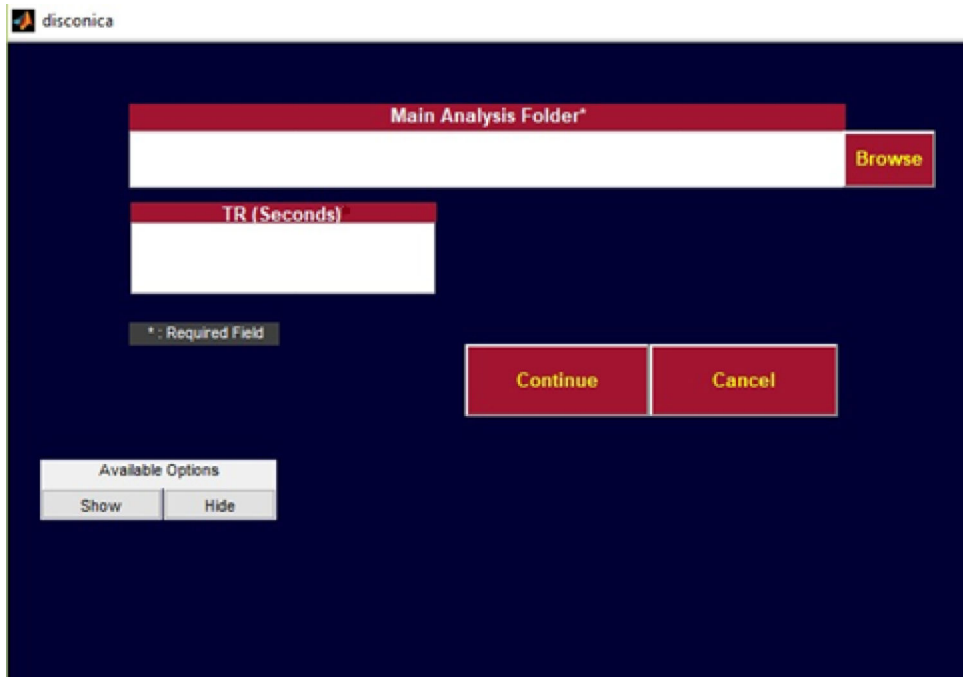 disconica
Main Analysis Folder*
Browse
TR (Seconds)*
* : Required Field
Continue
Cancel
Available Options
Show
Hide